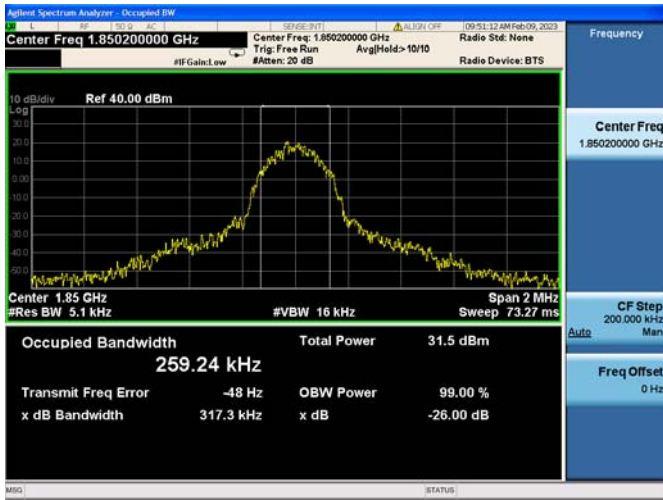 Agilent Spectrum Analyzer - Occupied BW
L RF 50 Ω AC SENSE:INT ALIGN OFF 09:51:12 AM Feb 09, 2023
Center Freq 1.850200000 GHz Center Freq: 1.850200000 GHz Radio Std: None
Trig: Free Run Avg|Hold:> 10/10
#IFGain:Low #Atten: 20 dB Radio Device: BTS
10 dB/div Ref 40.00 dBm
Log
30.0
20.0
10.0
0.00
-10.0
-20.0
-30.0
-40.0
-50.0
Center 1.85 GHz Span 2 MHz
#Res BW 5.1 kHz #VBW 16 kHz Sweep 73.27 ms
Occupied Bandwidth Total Power 31.5 dBm
259.24 kHz
Transmit Freq Error -48 Hz OBW Power 99.00 %
x dB Bandwidth 317.3 kHz x dB -26.00 dB
MSG STATUS
Frequency
Center Freq
1.850200000 GHz
CF Step
200.000 kHz
Auto Man
Freq Offset
0 Hz